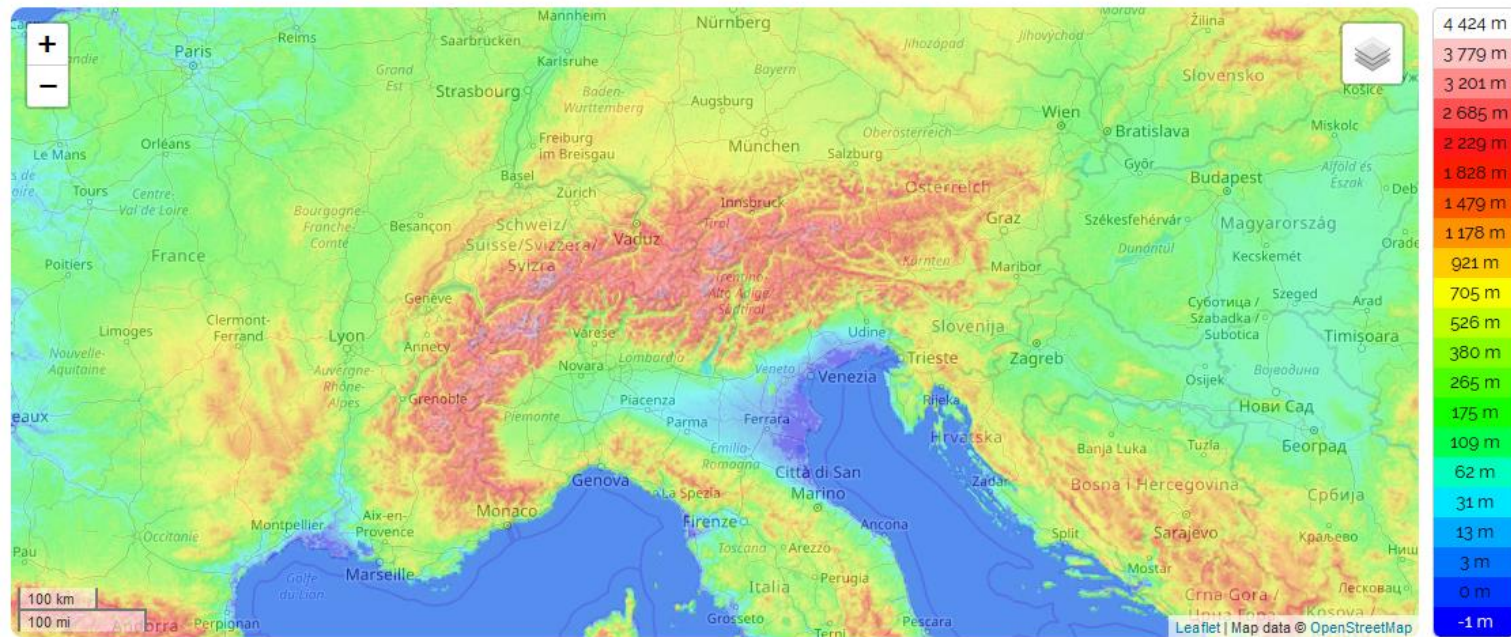 Mannheim
Nürnberg
Žilina
+
Paris
Reims
Saarbrücken
Jihozápad
Jihovýchod
Karlsruhe
Grand
Est
Bayern
Slovensko
−
Strasbourg
Baden-
Württemberg
Augsburg
Košice
Wien
Orléans
Freiburg
im Breisgau
Oberösterreich
Bratislava
Miskolc
Le Mans
München
Salzburg
Győr
Alföld és
Észak
Basel
Budapest
Tours
Centre-
Val de Loire
Zürich
Österreich
Deb
Bourgogne-
Franche-
Comté
Besançon
Schweiz/
Suisse/Svizzera/
Svizra
Innsbruck
Tirol
Vaduz
Graz
Székesfehérvár
Magyarország
Dunántúl
Orade
Kecskemét
Poitiers
France
Kärnten
Maribor
Trentino-
Alto Adige/
Südtirol
Genève
Суботица /
Szabadka /
Subotica
Szeged
Arad
Limoges
Clermont-
Ferrand
Lyon
Annecy
Varese
Udine
Slovenija
Timișoara
Nouvelle-
Aquitaine
Novara
Lombardia
Trieste
Zagreb
Auvergne-
Rhône-
Alpes
Veneto
Venezia
Osijek
Војводина
Grenoble
Piemonte
Piacenza
Rijeka
Нови Сад
eaux
Parma
Ferrara
Hrvatska
Banja Luka
Tuzla
Београд
Emilia-
Romagna
Genova
Città di San
Marino
Zadar
Bosna i Hercegovina
Србија
La Spezia
Monaco
Montpellier
Aix-en-
Provence
Firenze
Ancona
Split
Sarajevo
Краљево
Occitanie
Pau
Toscana
Arezzo
Ниш
Marseille
Golfe
du Lion
Italia
Perugia
Mostar
Лесковац
100 km
100 mi
Andorra
Perpignan
Grosseto
Terni
Pescara
Crna Gora /
Црна Гора
Kosova /
Leaflet | Map data © OpenStreetMap
4 424 m
3 779 m
3 201 m
2 685 m
2 229 m
1 828 m
1 479 m
1 178 m
921 m
705 m
526 m
380 m
265 m
175 m
109 m
62 m
31 m
13 m
3 m
0 m
-1 m